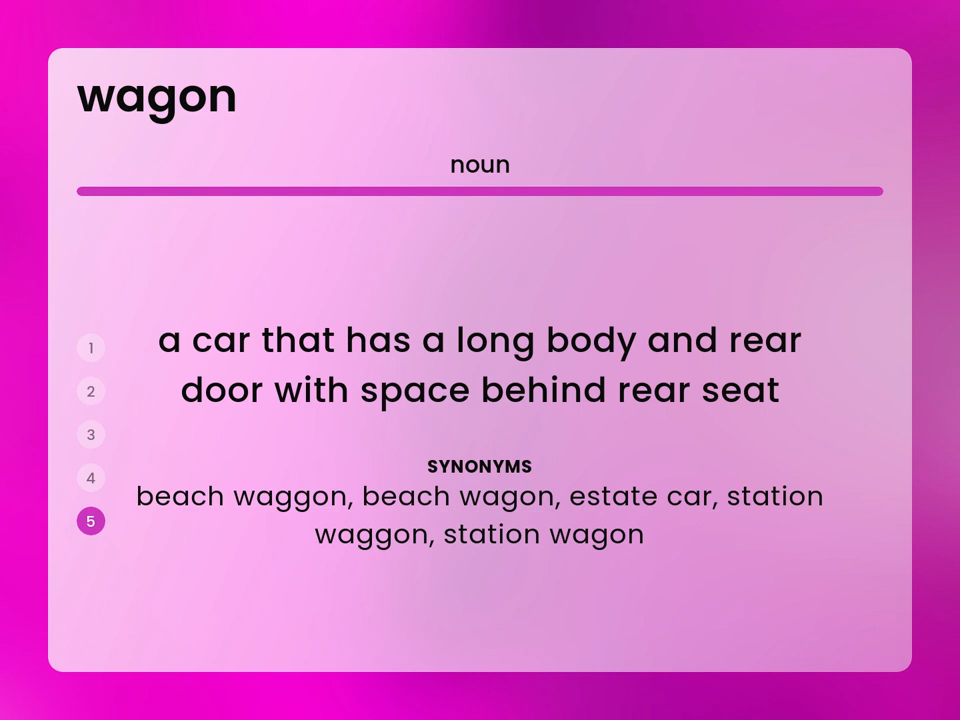 wagon
noun
a car that has a long body and rear
door with space behind rear seat
1
2
3
4
5
SYNONYMS
beach waggon, beach wagon, estate car, station
waggon, station wagon